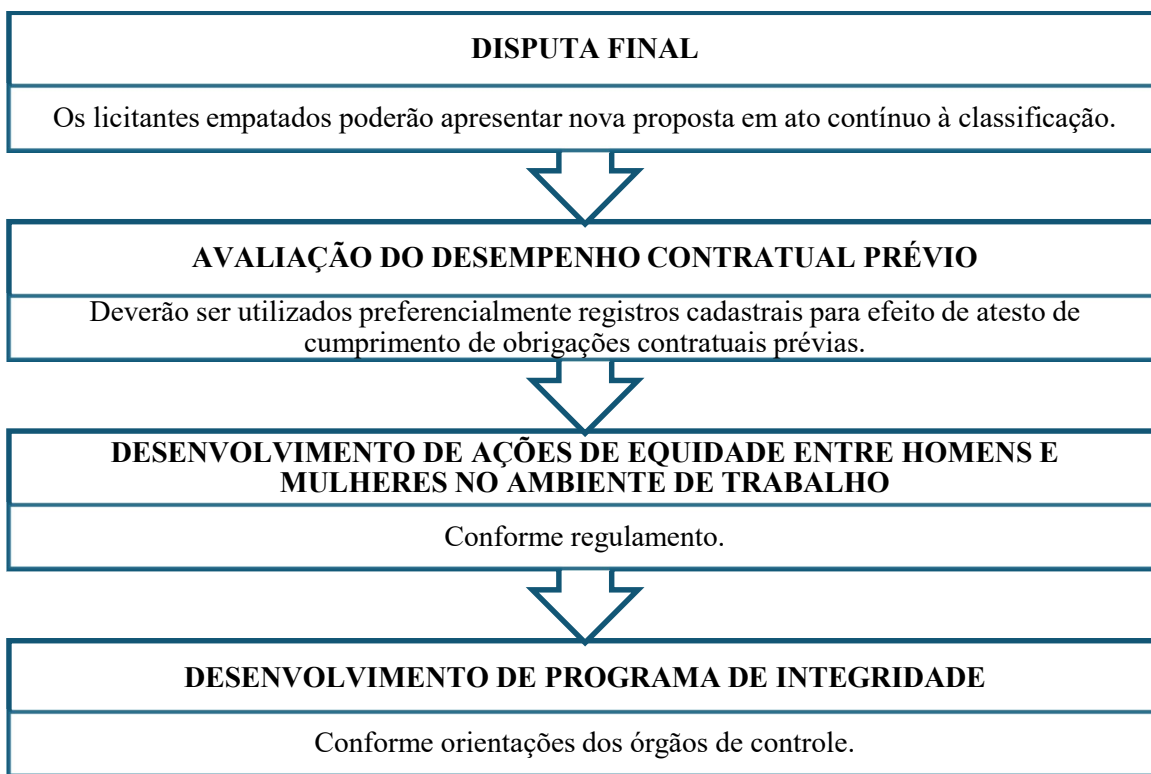 DISPUTA FINAL
Os licitantes empatados poderão apresentar nova proposta em ato contínuo à classificação.
AVALIAÇÃO DO DESEMPENHO CONTRATUAL PRÉVIO
Deverão ser utilizados preferencialmente registros cadastrais para efeito de atesto de
cumprimento de obrigações contratuais prévias.
DESENVOLVIMENTO DE AÇÕES DE EQUIDADE ENTRE HOMENS E
MULHERES NO AMBIENTE DE TRABALHO
Conforme regulamento.
DESENVOLVIMENTO DE PROGRAMA DE INTEGRIDADE
Conforme orientações dos órgãos de controle.